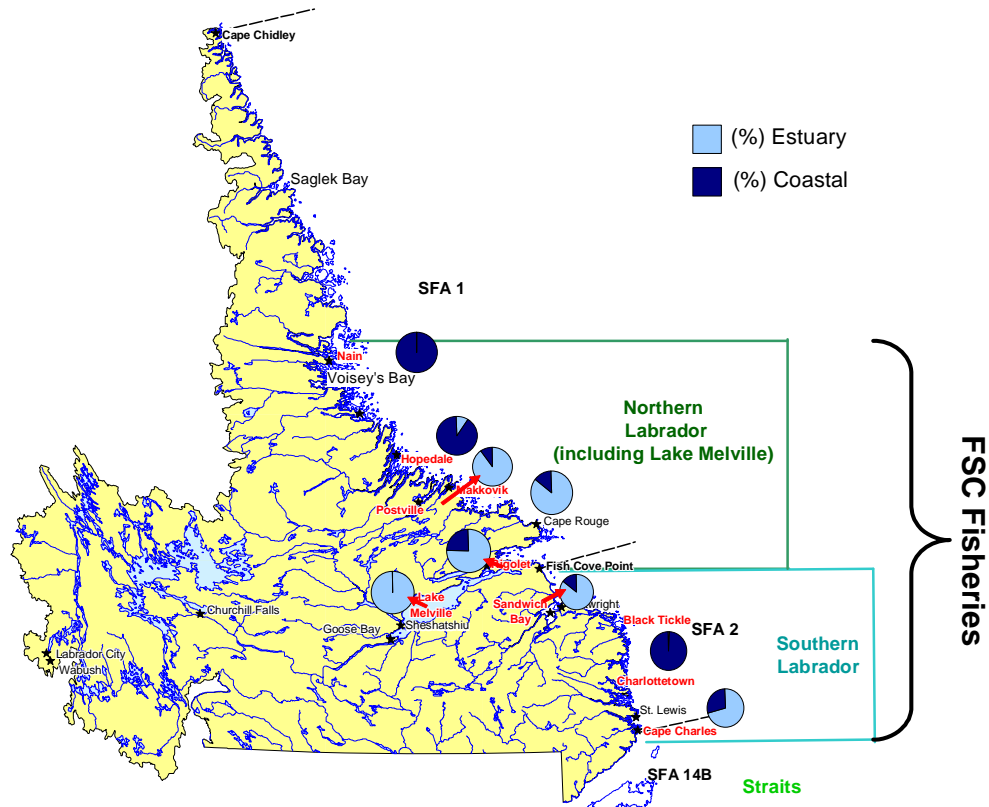 Cape Chidley
(%) Estuary
(%) Coastal
Saglek Bay
SFA 1
Nain
Voisey's Bay
Northern
Labrador
(including Lake Melville)
Hopedale
Makkovik
Postville
Cape Rouge
Rigolet
Fish Cove Point
Lake
Melville
Sandwich
Bay
wright
Churchill Falls
Sheshatshiu
Goose Bay
Black Tickle
SFA 2
Labrador City
Wabush
Southern
Labrador
Charlottetown
St. Lewis
Cape Charles
SFA 14B
Straits
FSC Fisheries